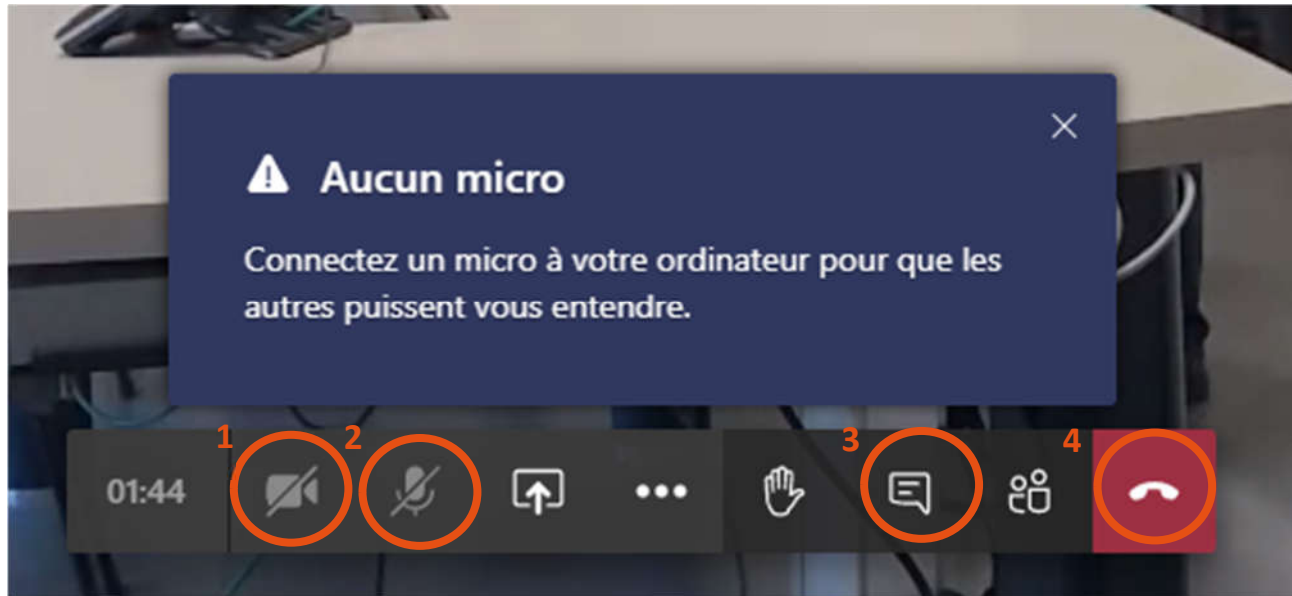 Aucun micro
Connectez un micro à votre ordinateur pour que les
autres puissent vous entendre.
1 2 3 4
01:44